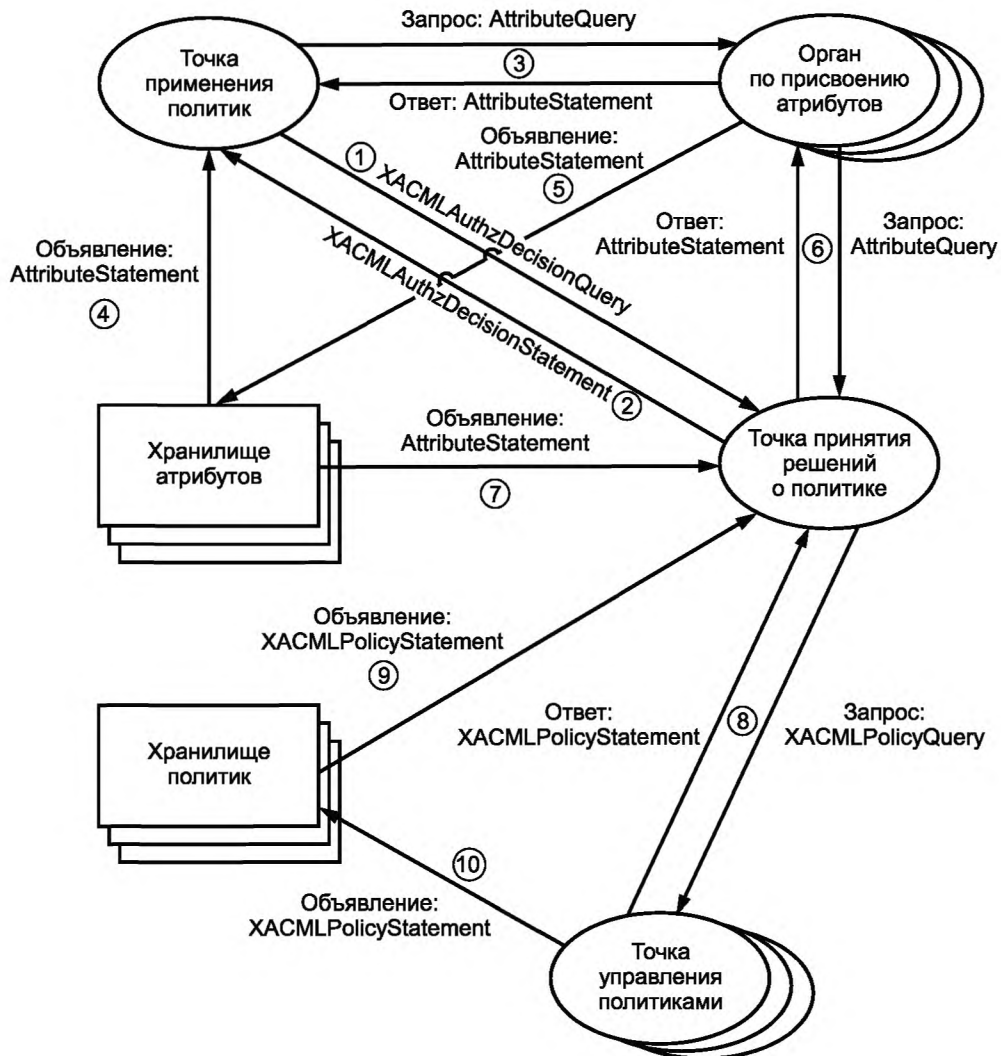 Запрос: AttributeQuery
Точка
применения
политик
③
Орган
по присвоению
атрибутов
Ответ: AttributeStatement
① XACMLAuthzDecisionQuery
Объявление:
AttributeStatement
⑤
XACMLAuthzDecisionStatement ②
Объявление:
AttributeStatement
④
Ответ:
AttributeStatement
⑥
Запрос:
AttributeQuery
Хранилище
атрибутов
Объявление:
AttributeStatement
⑦
Точка принятия
решений
о политике
Объявление:
XACMLPolicyStatement
⑨
Хранилище
политик
Ответ:
XACMLPolicyStatement
⑧
Запрос:
XACMLPolicyQuery
⑩
Объявление:
XACMLPolicyStatement
Точка
управления
политиками